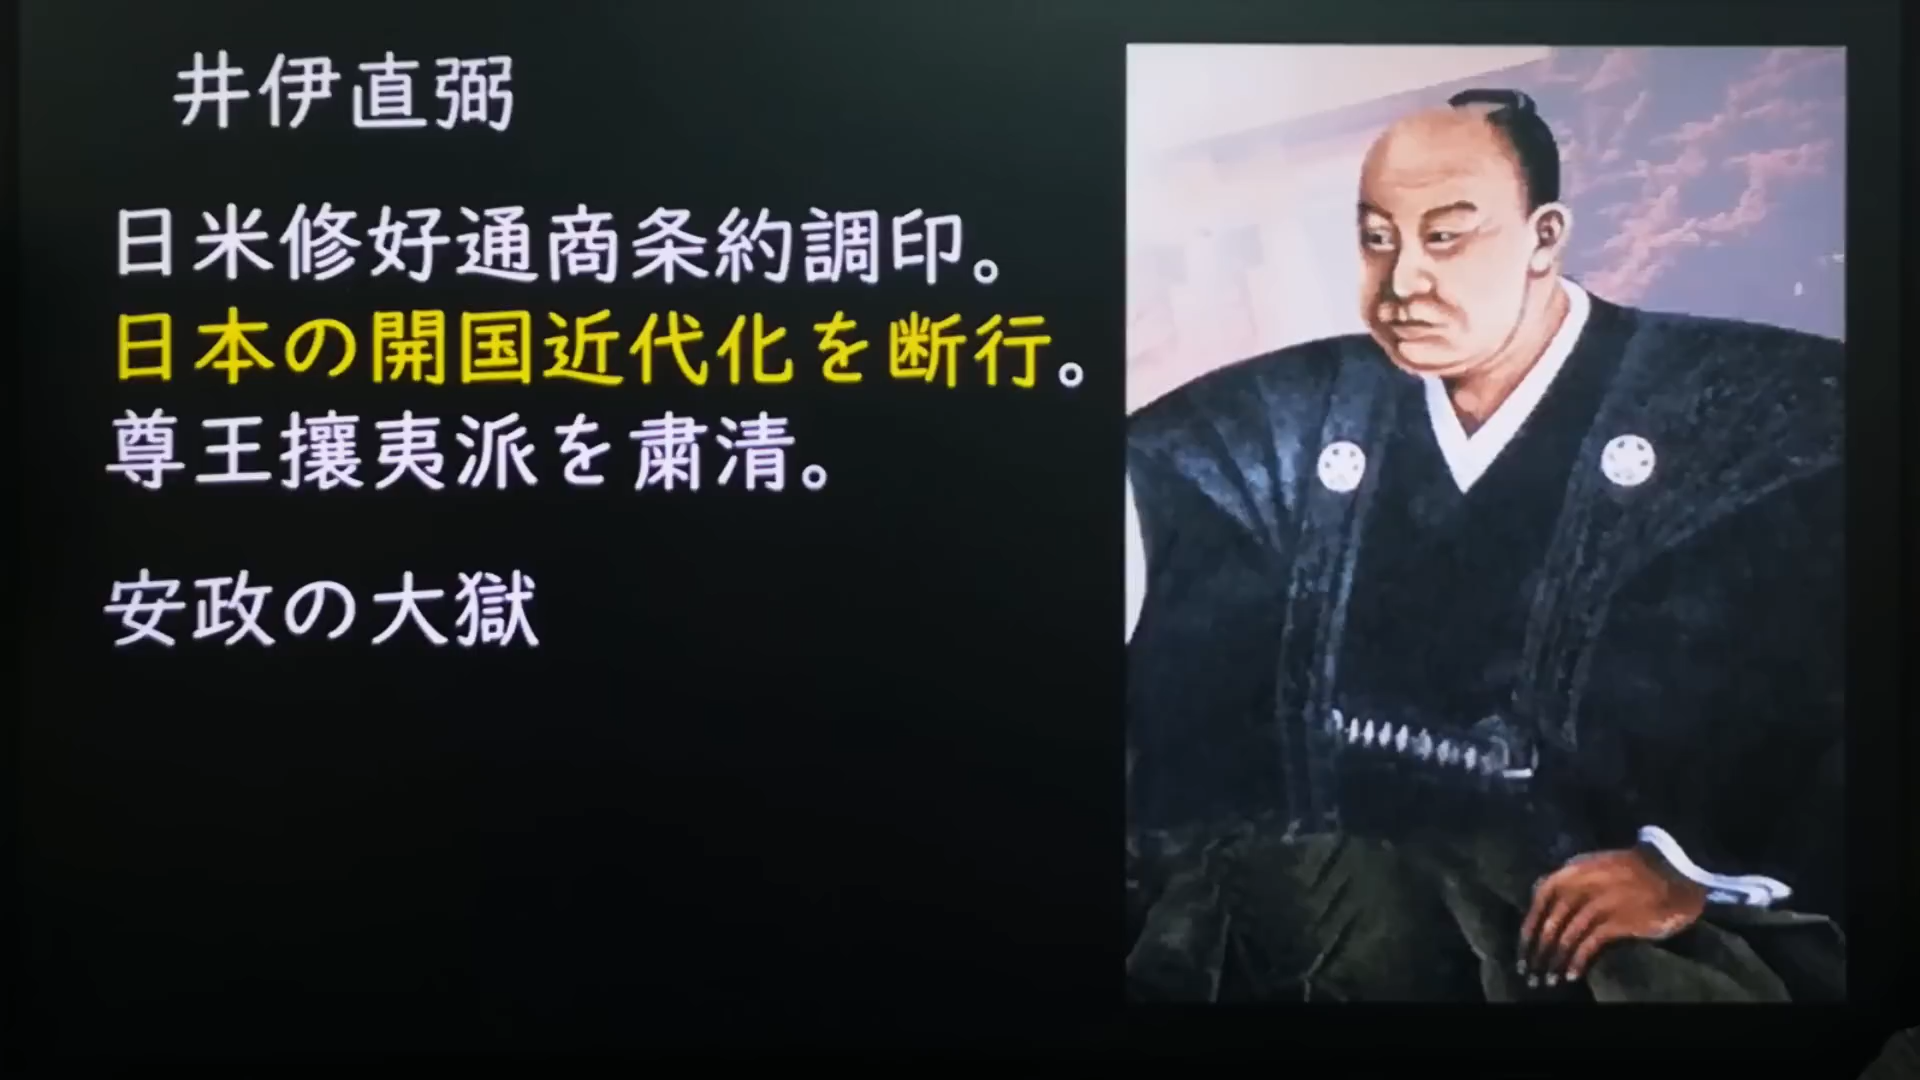 井伊直弼
日米修好通商条約調印。
日本の開国近代化を断行。
尊王攘夷派を粛清。
安政の大獄